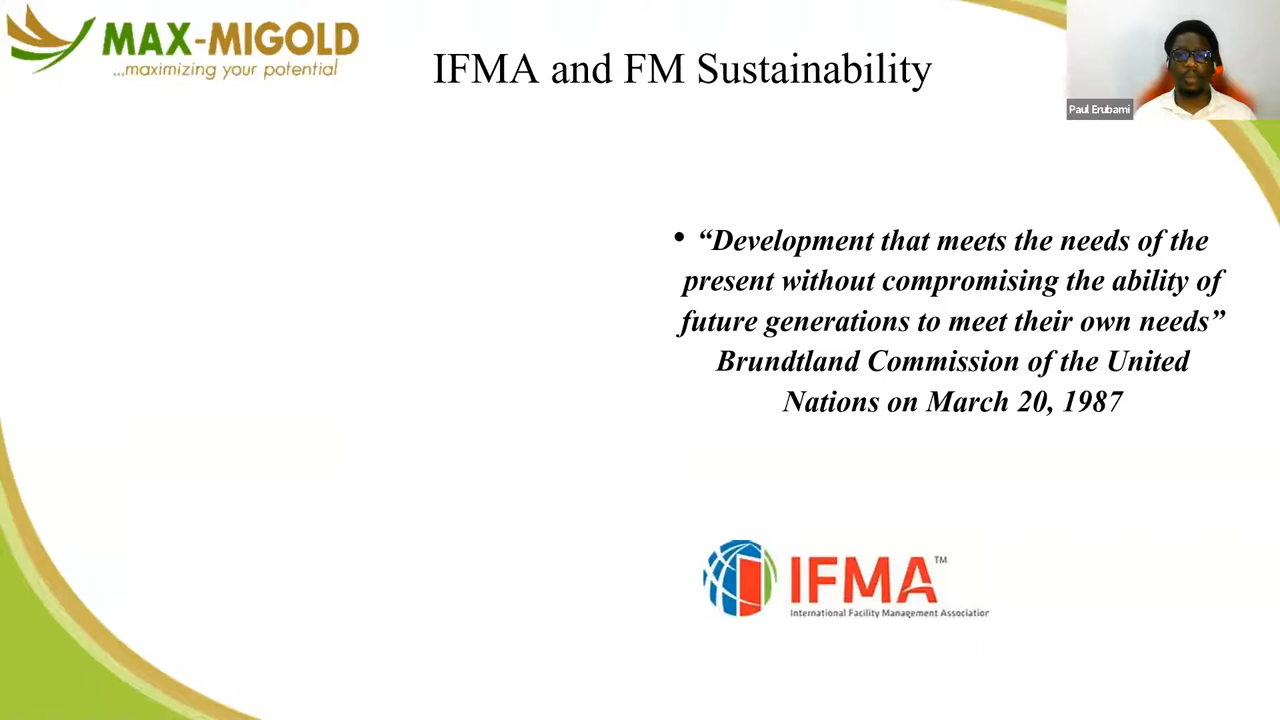 MAX-MIGOLD
...maximizing your potential
IFMA and FM Sustainability
Paul Erubami
• “Development that meets the needs of the
present without compromising the ability of
future generations to meet their own needs”
Brundtland Commission of the United
Nations on March 20, 1987
IFMA™
International Facility Management Association